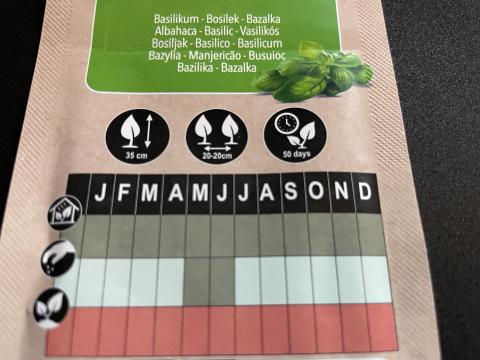 Basilikum - Bosilek - Bazalka
Albahaca - Basilic - Vasilikós
Bosiljak - Basilico - Basilicum
Bazylia - Manjericão - Busuioc
Bazilika - Bazalka
35 cm
20-20cm
50 days
J F M A M J J A S O N D